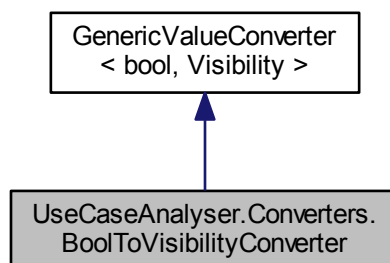 GenericValueConverter
< bool, Visibility >
UseCaseAnalyser.Converters.
BoolToVisibilityConverter